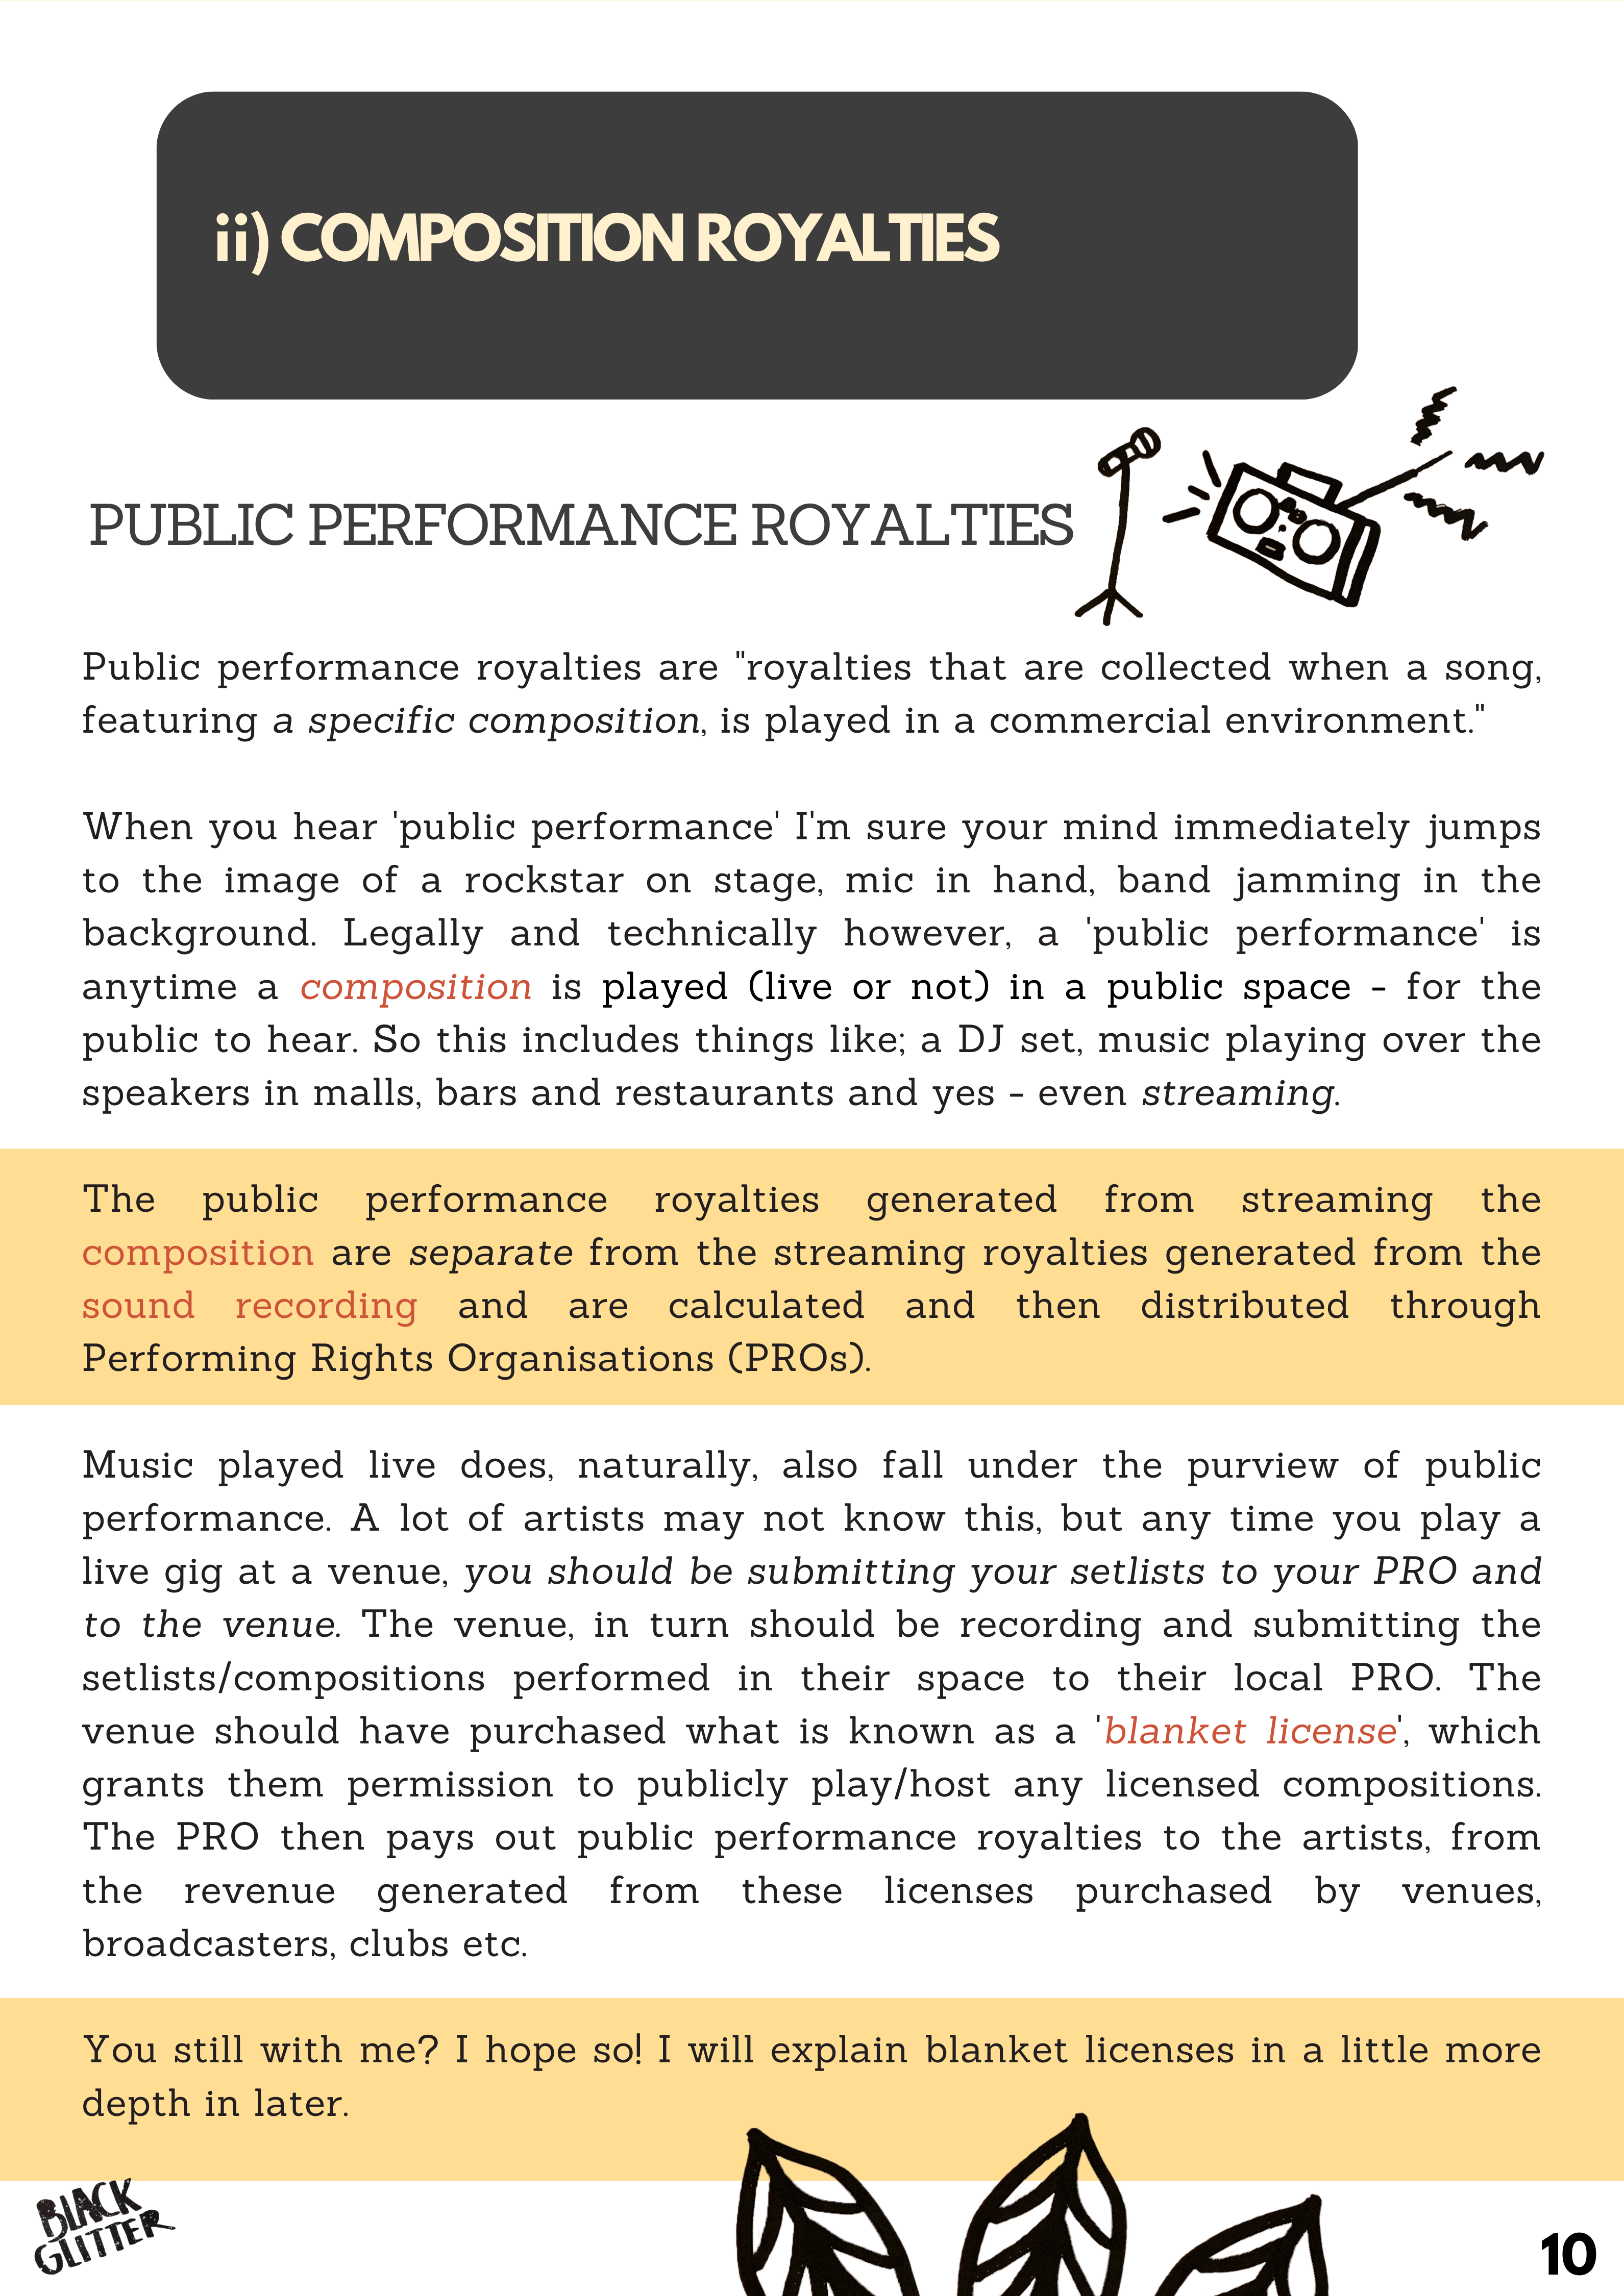 ii) COMPOSITION ROYALTIES
PUBLIC PERFORMANCE ROYALTIES
Public performance royalties are "royalties that are collected when a song,
featuring a specific composition, is played in a commercial environment."
When you hear 'public performance' I'm sure your mind immediately jumps
to the image of a rockstar on stage, mic in hand, band jamming in the
background. Legally and technically however, a 'public performance' is
anytime a composition is played (live or not) in a public space - for the
public to hear. So this includes things like; a DJ set, music playing over the
speakers in malls, bars and restaurants and yes - even streaming.
The public performance royalties generated from streaming the
composition are separate from the streaming royalties generated from the
sound recording and are calculated and then distributed through
Performing Rights Organisations (PROs).
Music played live does, naturally, also fall under the purview of public
performance. A lot of artists may not know this, but any time you play a
live gig at a venue, you should be submitting your setlists to your PRO and
to the venue. The venue, in turn should be recording and submitting the
setlists/compositions performed in their space to their local PRO. The
venue should have purchased what is known as a 'blanket license', which
grants them permission to publicly play/host any licensed compositions.
The PRO then pays out public performance royalties to the artists, from
the revenue generated from these licenses purchased by venues,
broadcasters, clubs etc.
You still with me? I hope so! I will explain blanket licenses in a little more
depth in later.
BLACK
GLITTER
10